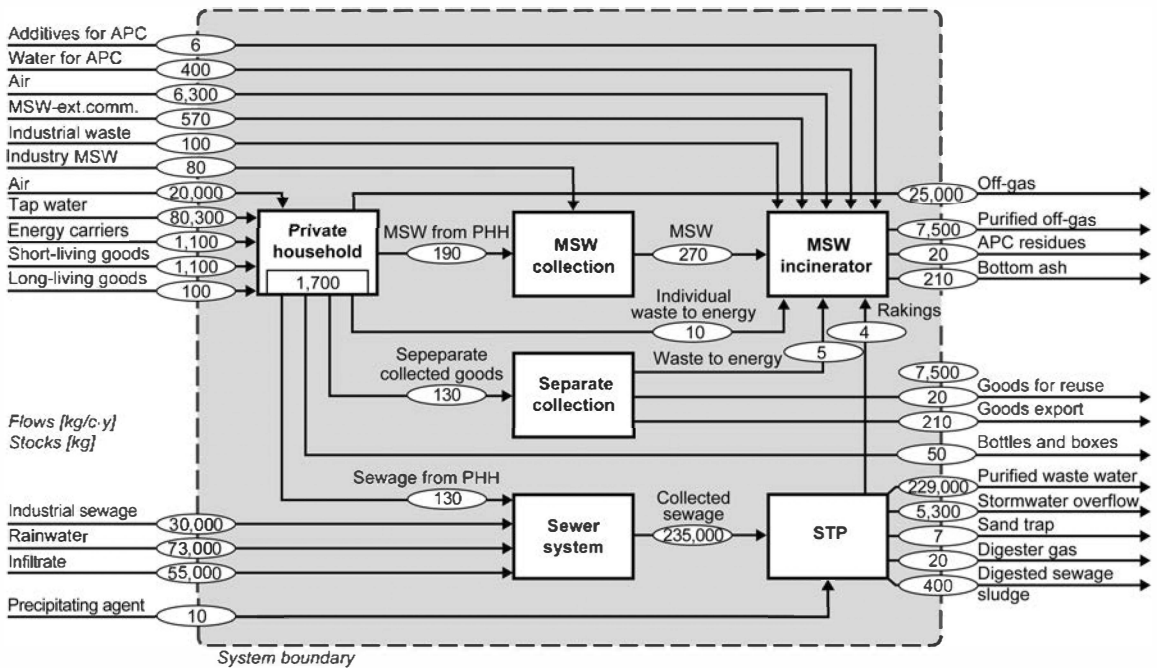 Additives for APC
6
Water for APC
400
Air
6,300
MSW-ext.comm.
570
Industrial waste
100
Industry MSW
80
Air
20,000
Tap water
80,300
Energy carriers
1,100
Short-living goods
1,100
Long-living goods
100
Private
household
1,700
MSW from PHH
190
MSW
collection
MSW
270
MSW
incinerator
25,000
Off-gas
7,500
Purified off-gas
20
APC residues
210
Bottom ash
Individual
waste to energy
10
Rakings
4
Waste to energy
5
Sepeparate
collected goods
130
Separate
collection
7,500
20
Goods for reuse
210
Goods export
50
Bottles and boxes
Flows [kg/c·y]
Stocks [kg]
Sewage from PHH
130
Industrial sewage
30,000
Rainwater
73,000
Infiltrate
55,000
Sewer
system
Collected
sewage
235,000
STP
229,000
Purified waste water
5,300
Stormwater overflow
7
Sand trap
20
Digester gas
400
Digested sewage
sludge
Precipitating agent
10
System boundary